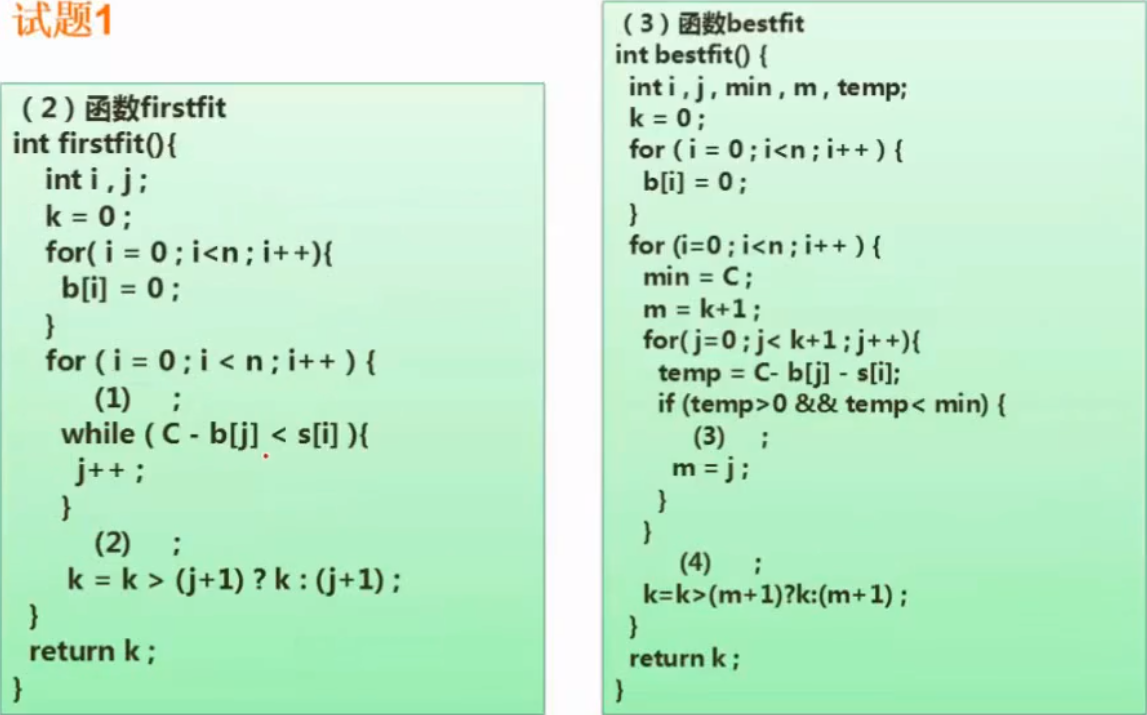 试题1
（2）函数firstfit
int firstfit(){
int i , j ;
k = 0 ;
for( i = 0 ; i<n ; i++){
b[i] = 0 ;
}
for ( i = 0 ; i < n ; i++ ) {
(1) ;
while ( C - b[j] < s[i] ){
j++ ;
}
(2) ;
k = k > (j+1) ? k : (j+1) ;
}
return k ;
}
（3）函数bestfit
int bestfit() {
int i , j , min , m , temp;
k = 0 ;
for ( i = 0 ; i<n ; i++ ) {
b[i] = 0 ;
}
for (i=0 ; i<n ; i++ ) {
min = C ;
m = k+1 ;
for( j=0 ; j< k+1 ; j++){
temp = C- b[j] - s[i];
if (temp>0 && temp< min) {
(3) ;
m = j ;
}
}
(4) ;
k=k>(m+1)?k:(m+1) ;
}
return k ;
}